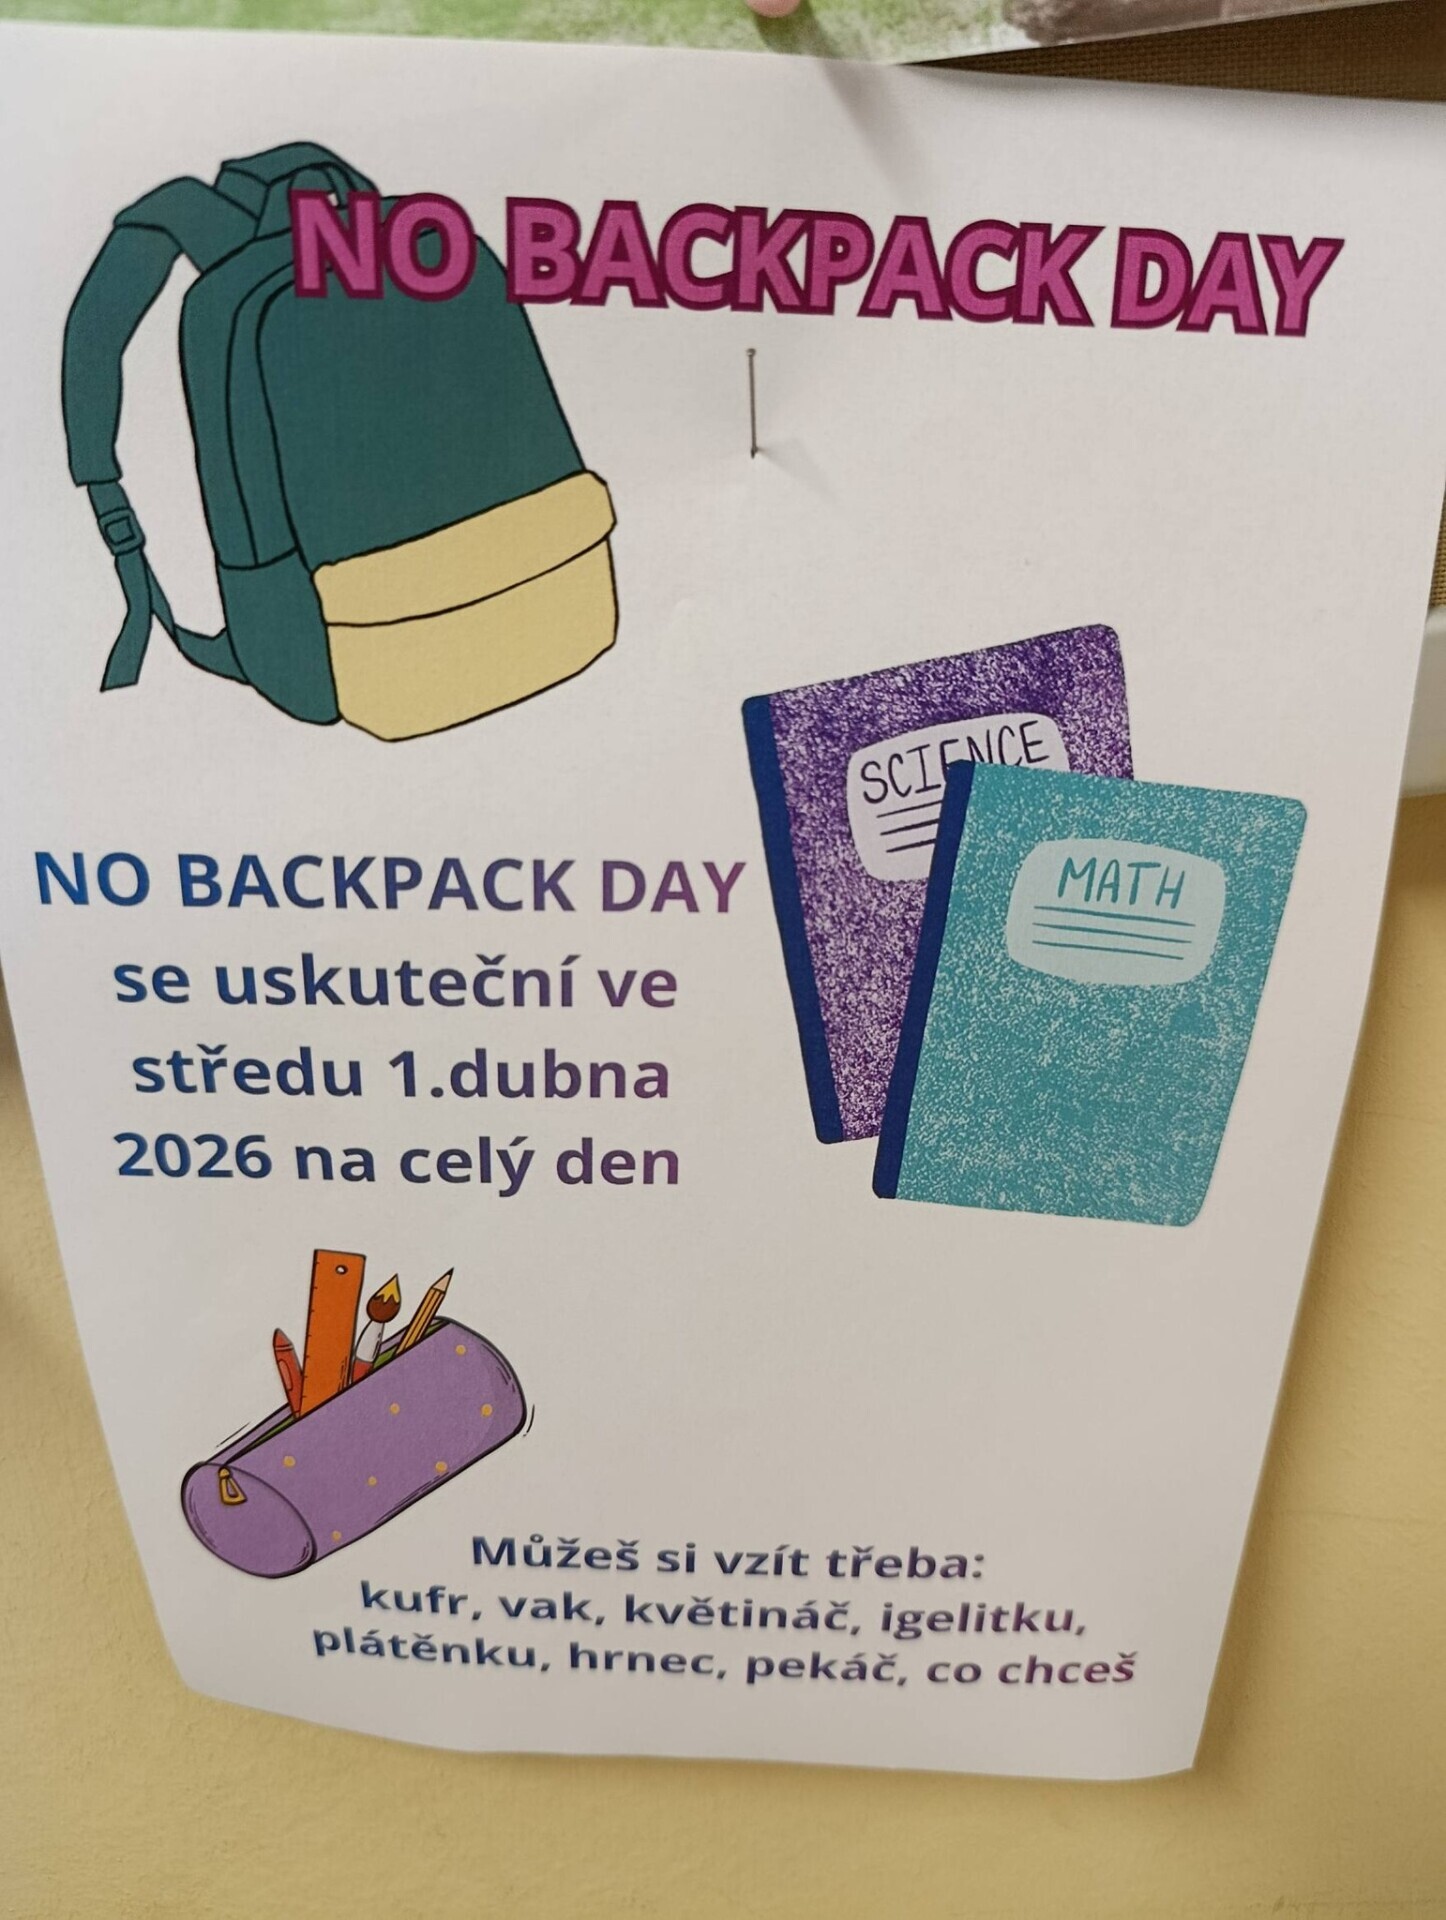 NO BACKPACK DAY
SCIENCE
MATH
NO BACKPACK DAY
se uskuteční ve
středu 1.dubna
2026 na celý den
Můžeš si vzít třeba:
kufr, vak, květináč, igelitku,
plátěnku, hrnec, pekáč, co chceš